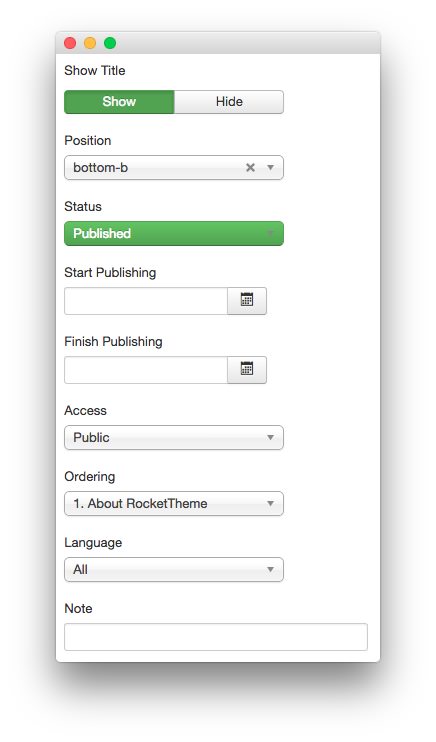 Show Title
Show Hide
Position
bottom-b
Status
Published
Start Publishing
Finish Publishing
Access
Public
Ordering
1. About RocketTheme
Language
All
Note